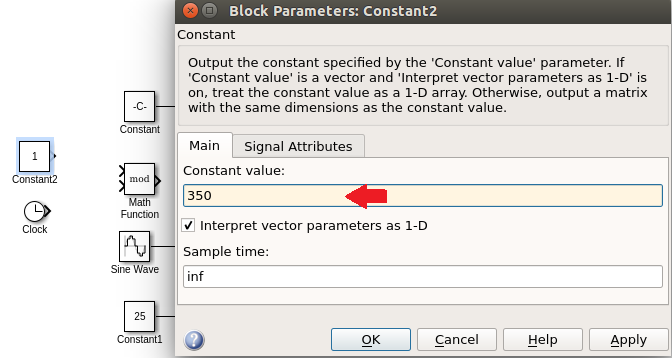 Block Parameters: Constant2
Constant
Output the constant specified by the 'Constant value' parameter. If
'Constant value' is a vector and 'Interpret vector parameters as 1-D' is
on, treat the constant value as a 1-D array. Otherwise, output a matrix
with the same dimensions as the constant value.
Main
Signal Attributes
Constant value:
350
Interpret vector parameters as 1-D
Sample time:
inf
OK
Cancel
Help
Apply
?
-C-
Constant
1
Constant2
mod
Math
Function
Clock
Sine Wave
25
Constant1